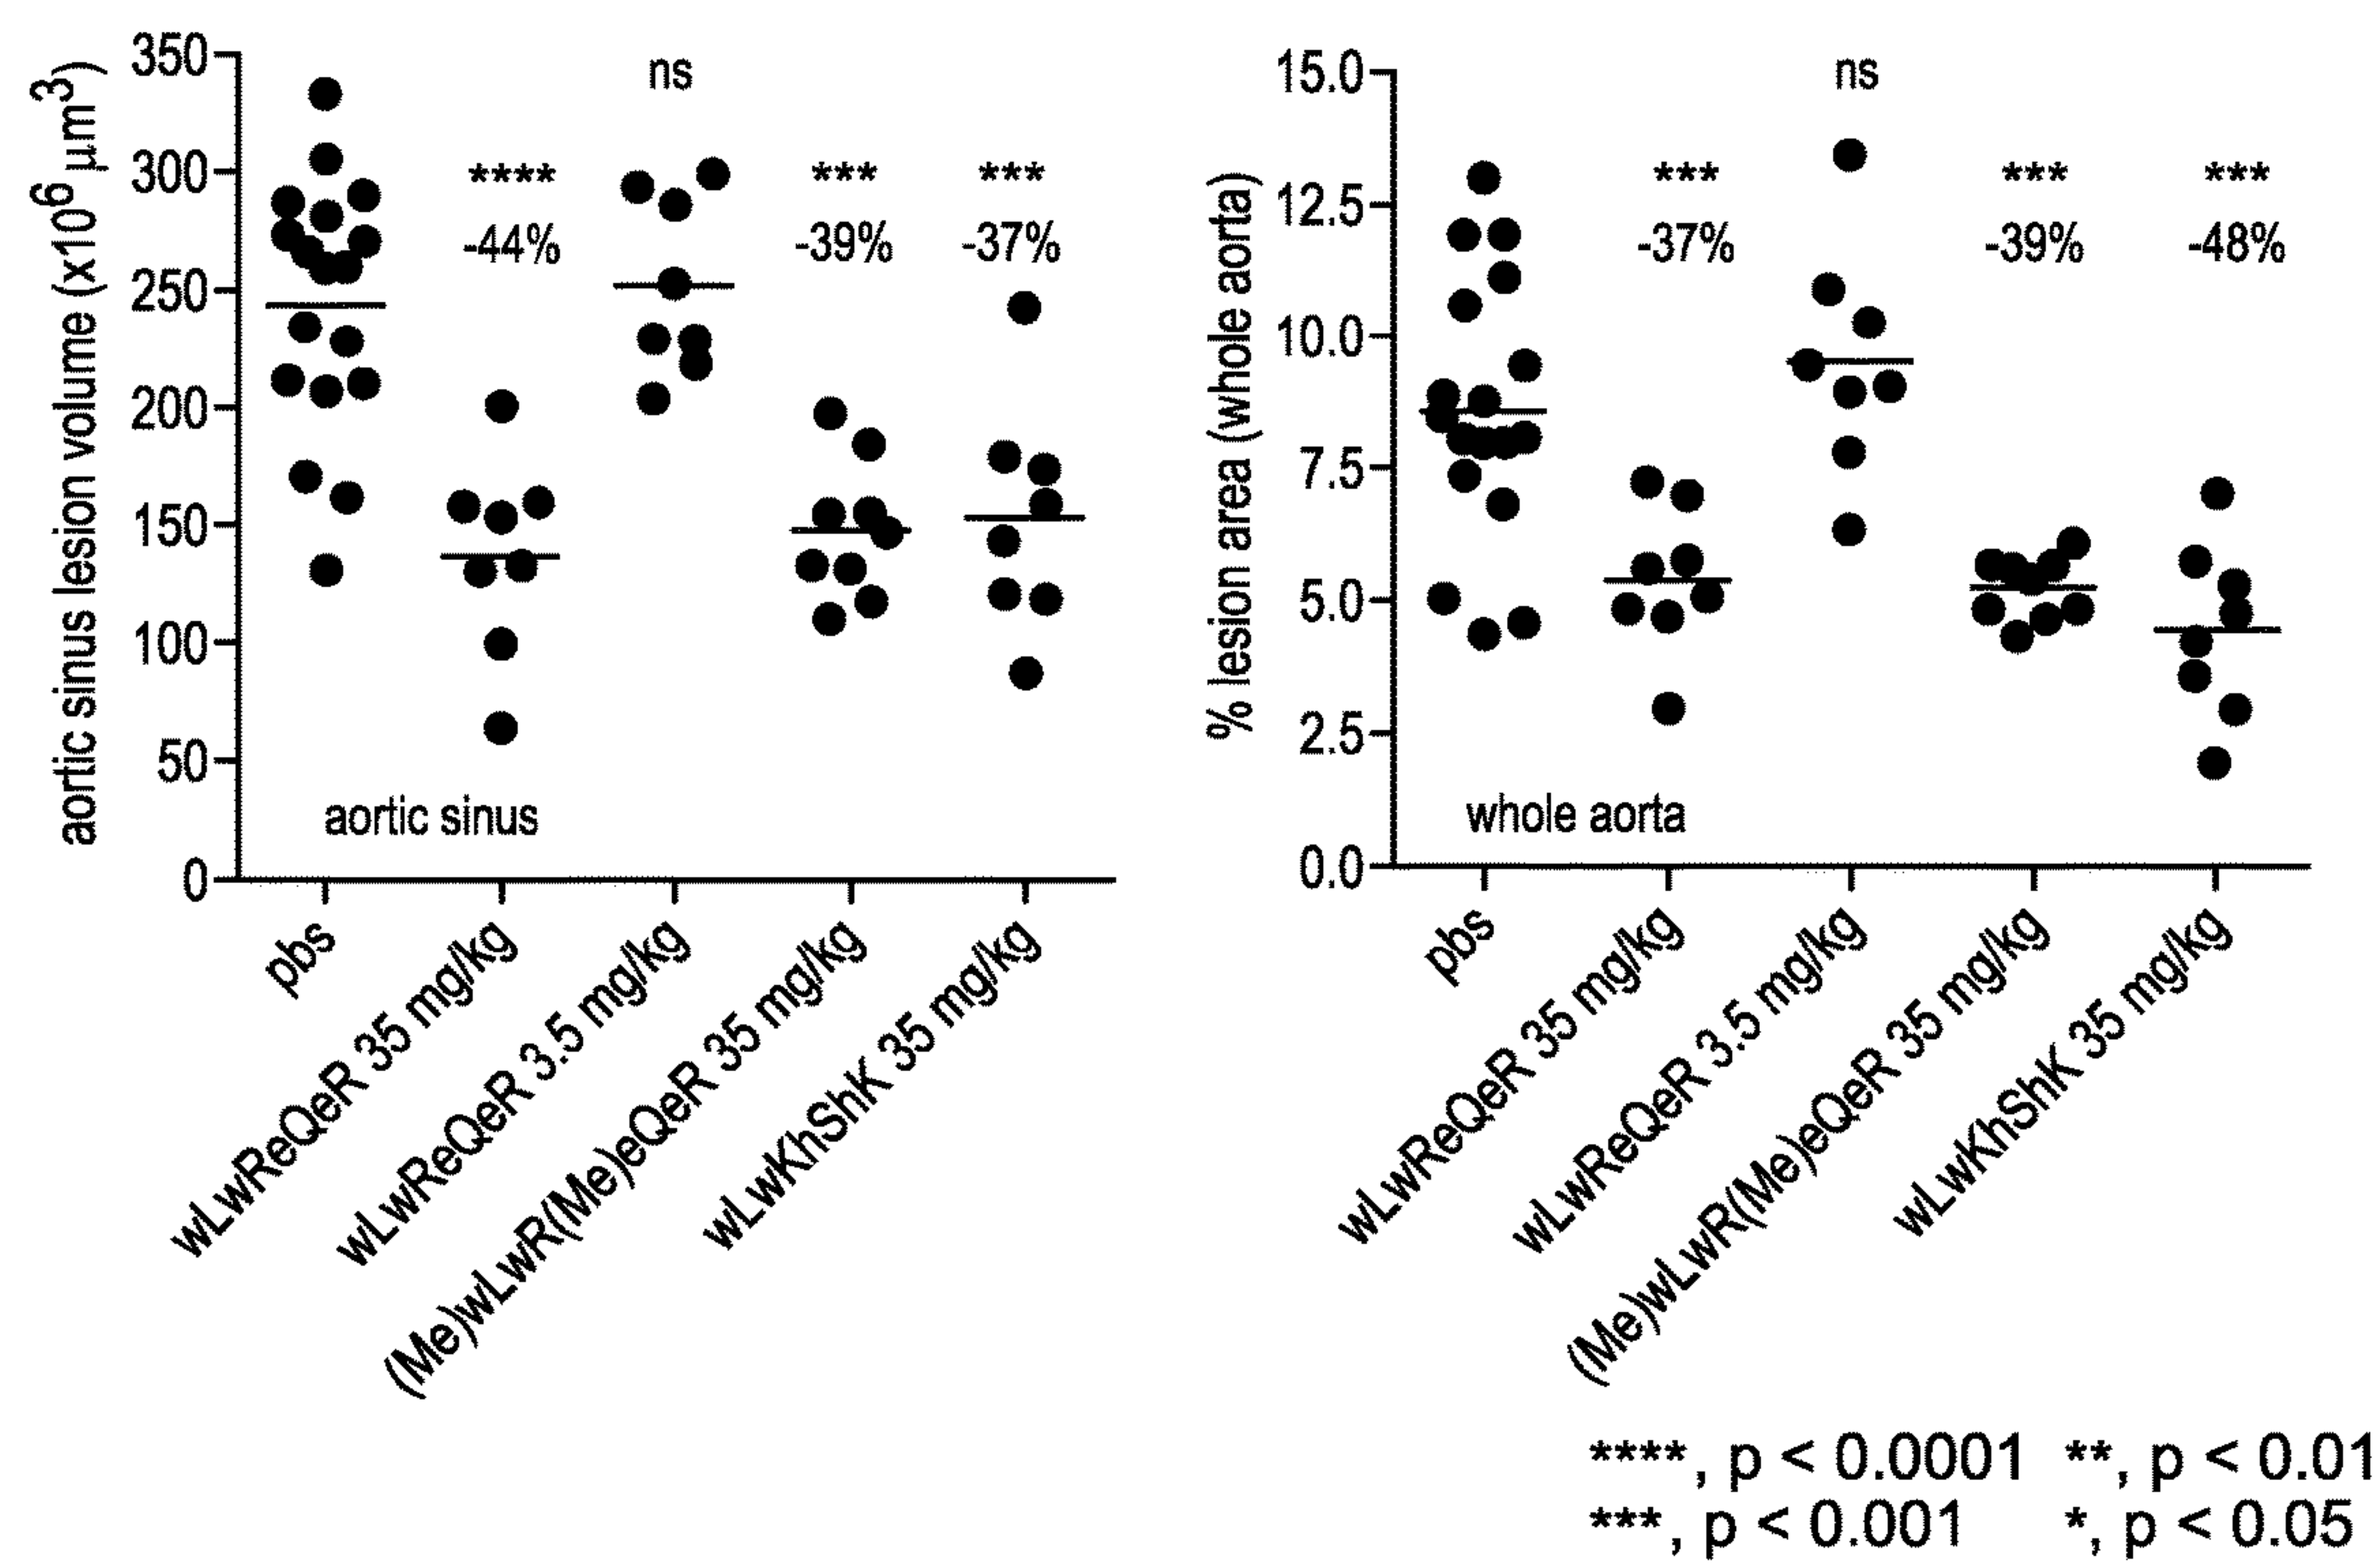 aortic sinus lesion volume (x10⁶ μm³)
350
300
250
200
150
100
50
0
ns
**** *** ***
-44% -39% -37%
aortic sinus
pbs
wLwReQeR 35 mg/kg
wLwReQeR 3.5 mg/kg
(Me)wLwR(Me)eQeR 35 mg/kg
wLwKhShK 35 mg/kg
% lesion area (whole aorta)
15.0
12.5
10.0
7.5
5.0
2.5
0.0
ns
*** *** ***
-37% -39% -48%
whole aorta
pbs
wLwReQeR 35 mg/kg
wLwReQeR 3.5 mg/kg
(Me)wLwR(Me)eQeR 35 mg/kg
wLwKhShK 35 mg/kg
****, p < 0.0001 **, p < 0.01
***, p < 0.001 *, p < 0.05